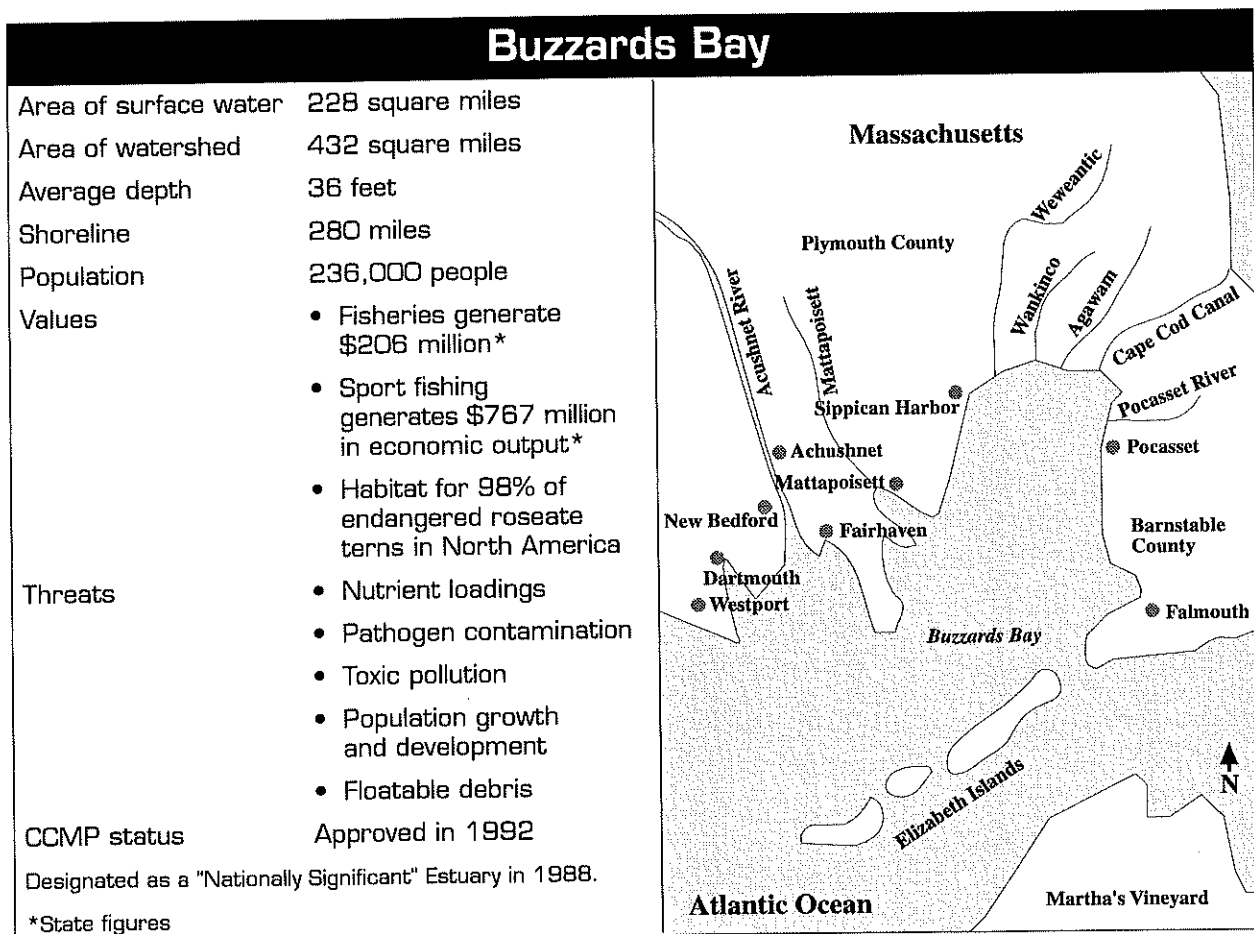 Buzzards Bay
Area of surface water 228 square miles
Area of watershed 432 square miles
Average depth 36 feet
Shoreline 280 miles
Population 236,000 people
Values
• Fisheries generate
$206 million*
• Sport fishing
generates $767 million
in economic output*
• Habitat for 98% of
endangered roseate
terns in North America
Threats
• Nutrient loadings
• Pathogen contamination
• Toxic pollution
• Population growth
and development
• Floatable debris
CCMP status Approved in 1992
Designated as a "Nationally Significant" Estuary in 1988.
*State figures
Massachusetts
Weweantic
Plymouth County
Wankinco
Agawam
Acushnet River
Mattapoisett
Cape Cod Canal
Pocasset River
Sippican Harbor
Achushnet
Pocasset
Mattapoisett
New Bedford
Fairhaven
Barnstable
County
Dartmouth
Westport
Falmouth
Buzzards Bay
N
Elizabeth Islands
Atlantic Ocean
Martha's Vineyard